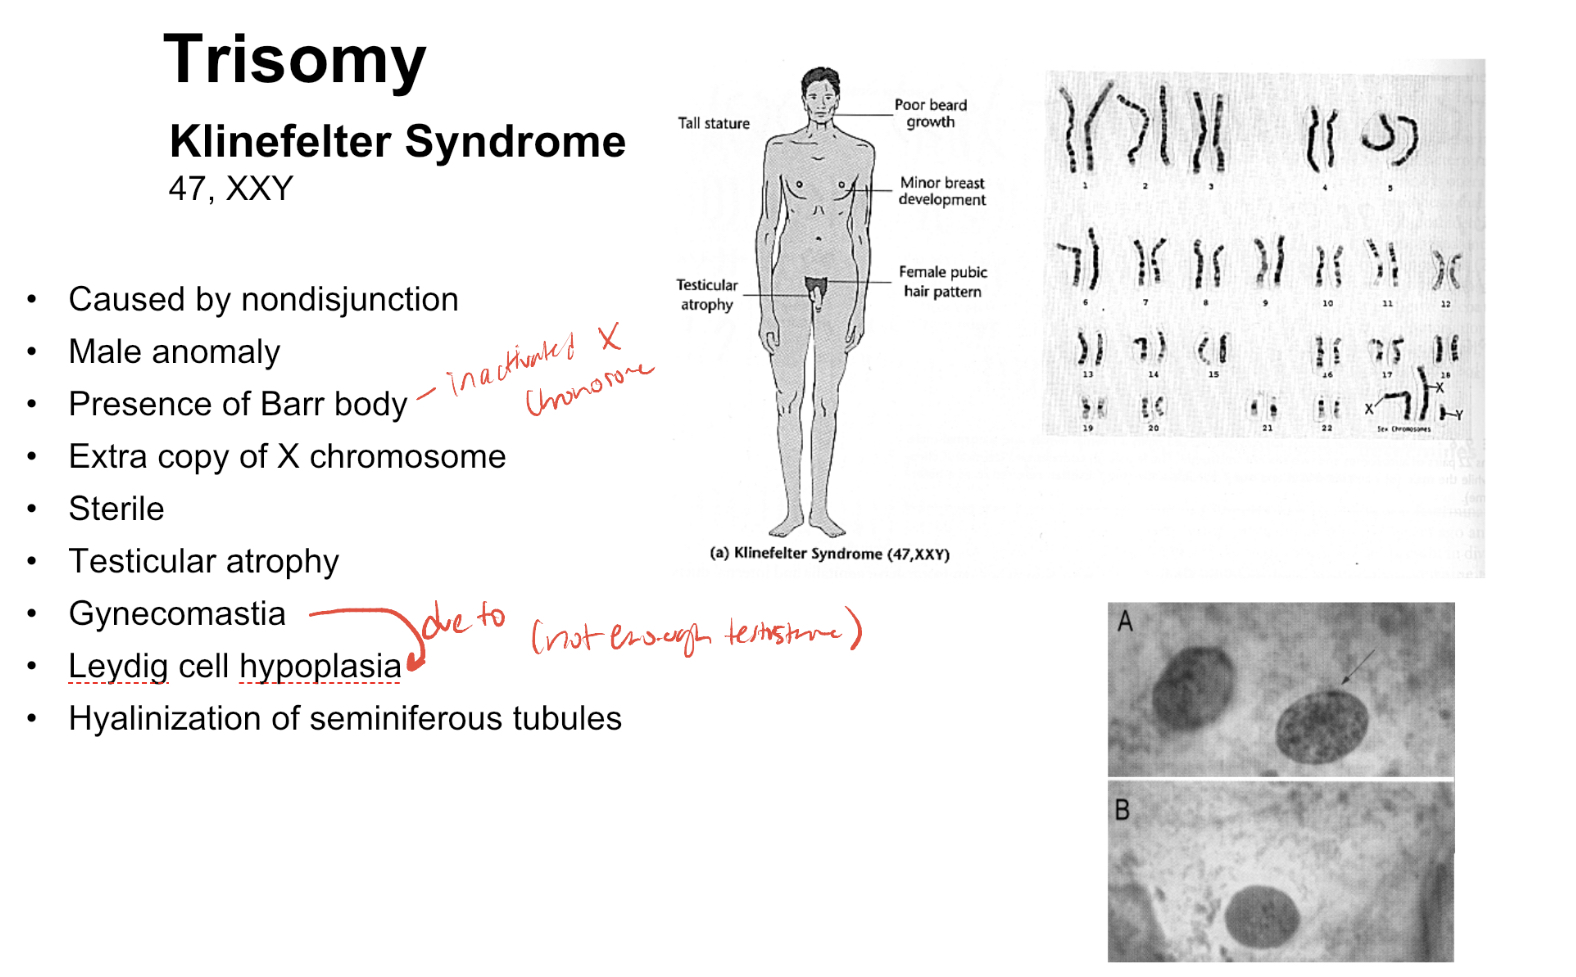 Trisomy
Klinefelter Syndrome
47, XXY
• Caused by nondisjunction
• Male anomaly
• Presence of Barr body
– inactivated X
• Extra copy of X chromosome
• Sterile
• Testicular atrophy
• Gynecomastia
due to
(not enough
• Leydig cell hypoplasia
• Hyalinization of seminiferous tubules
Tall stature
Poor beard
growth
Minor breast
development
Female pubic
hair pattern
Testicular
atrophy
(a) Klinefelter Syndrome (47,XXY)
1 2 3 4 5
6 7 8 9 10 11 12
13 14 15 16 17 18
X X Y
19 20 21 22 Sex Chromosomes
A
B